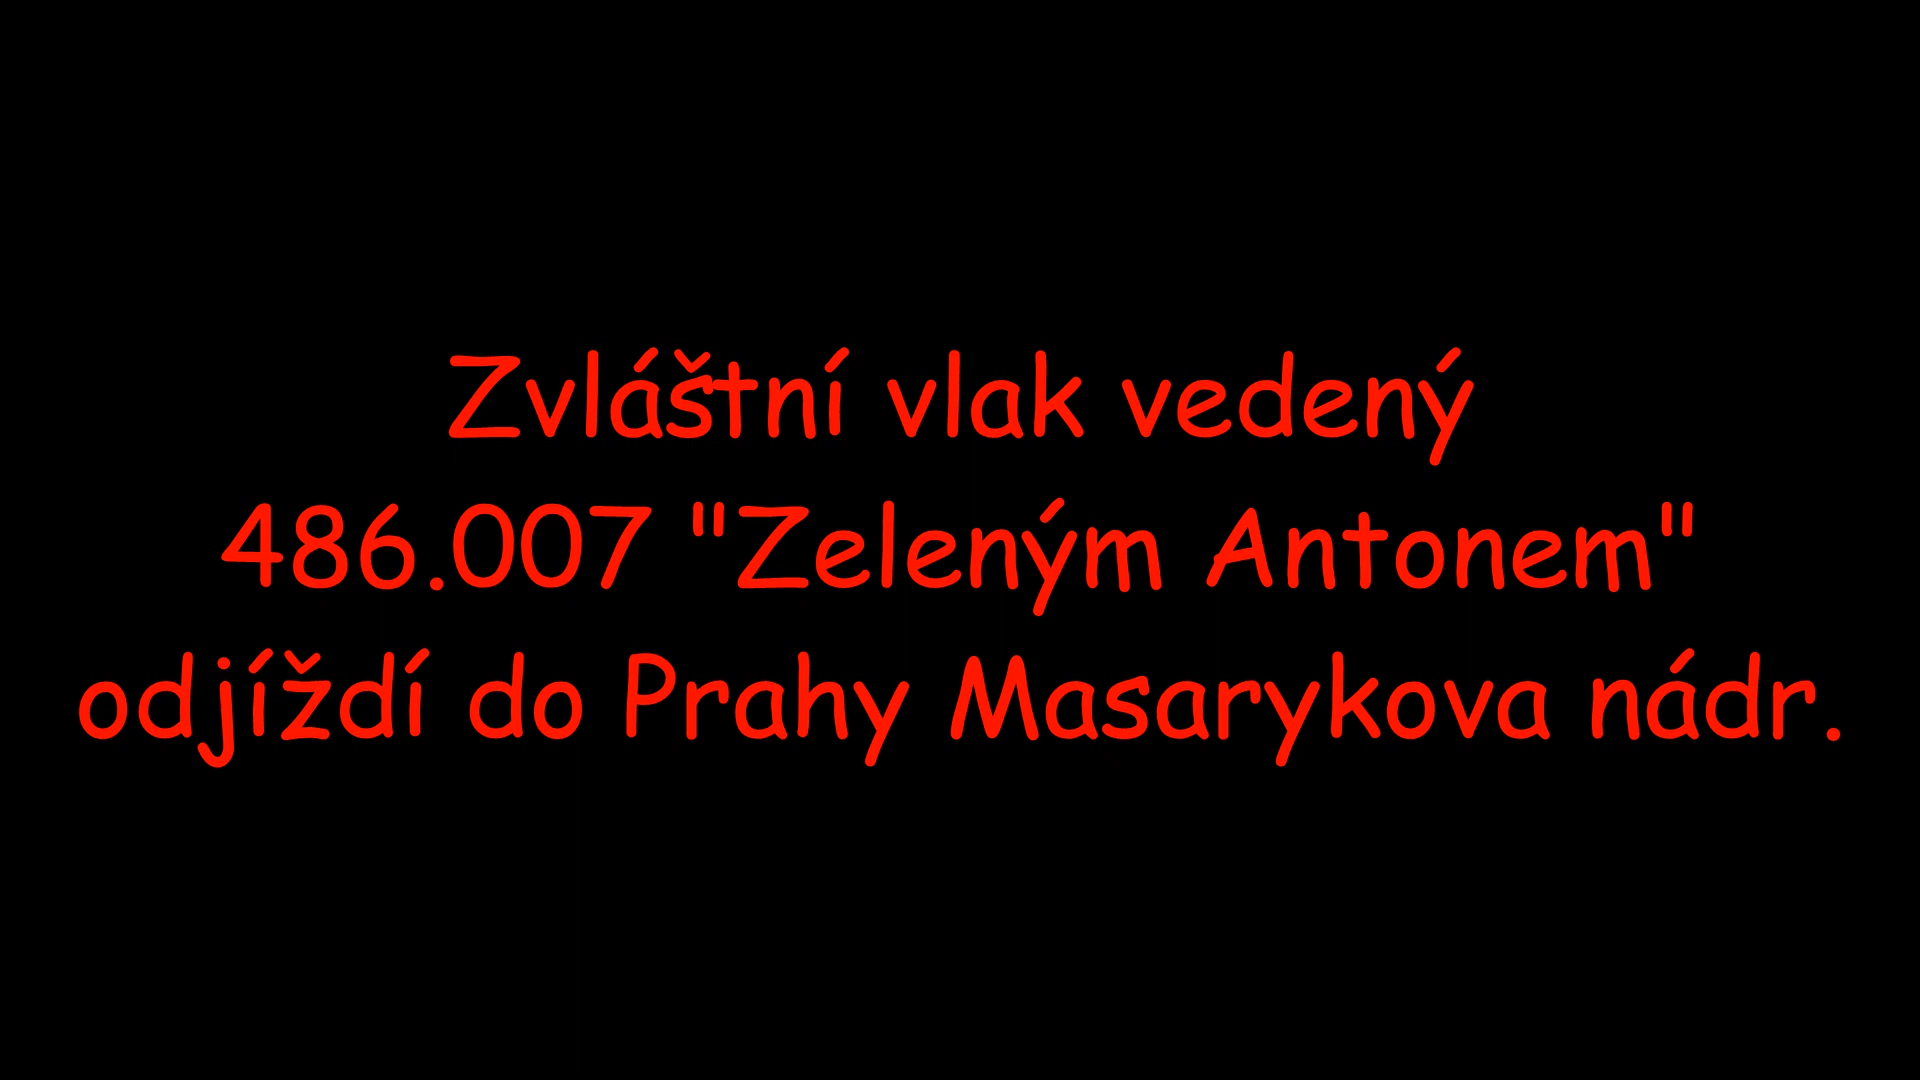 Zvláštní vlak vedený
486.007 "Zeleným Antonem"
odjíždí do Prahy Masarykova nádr.